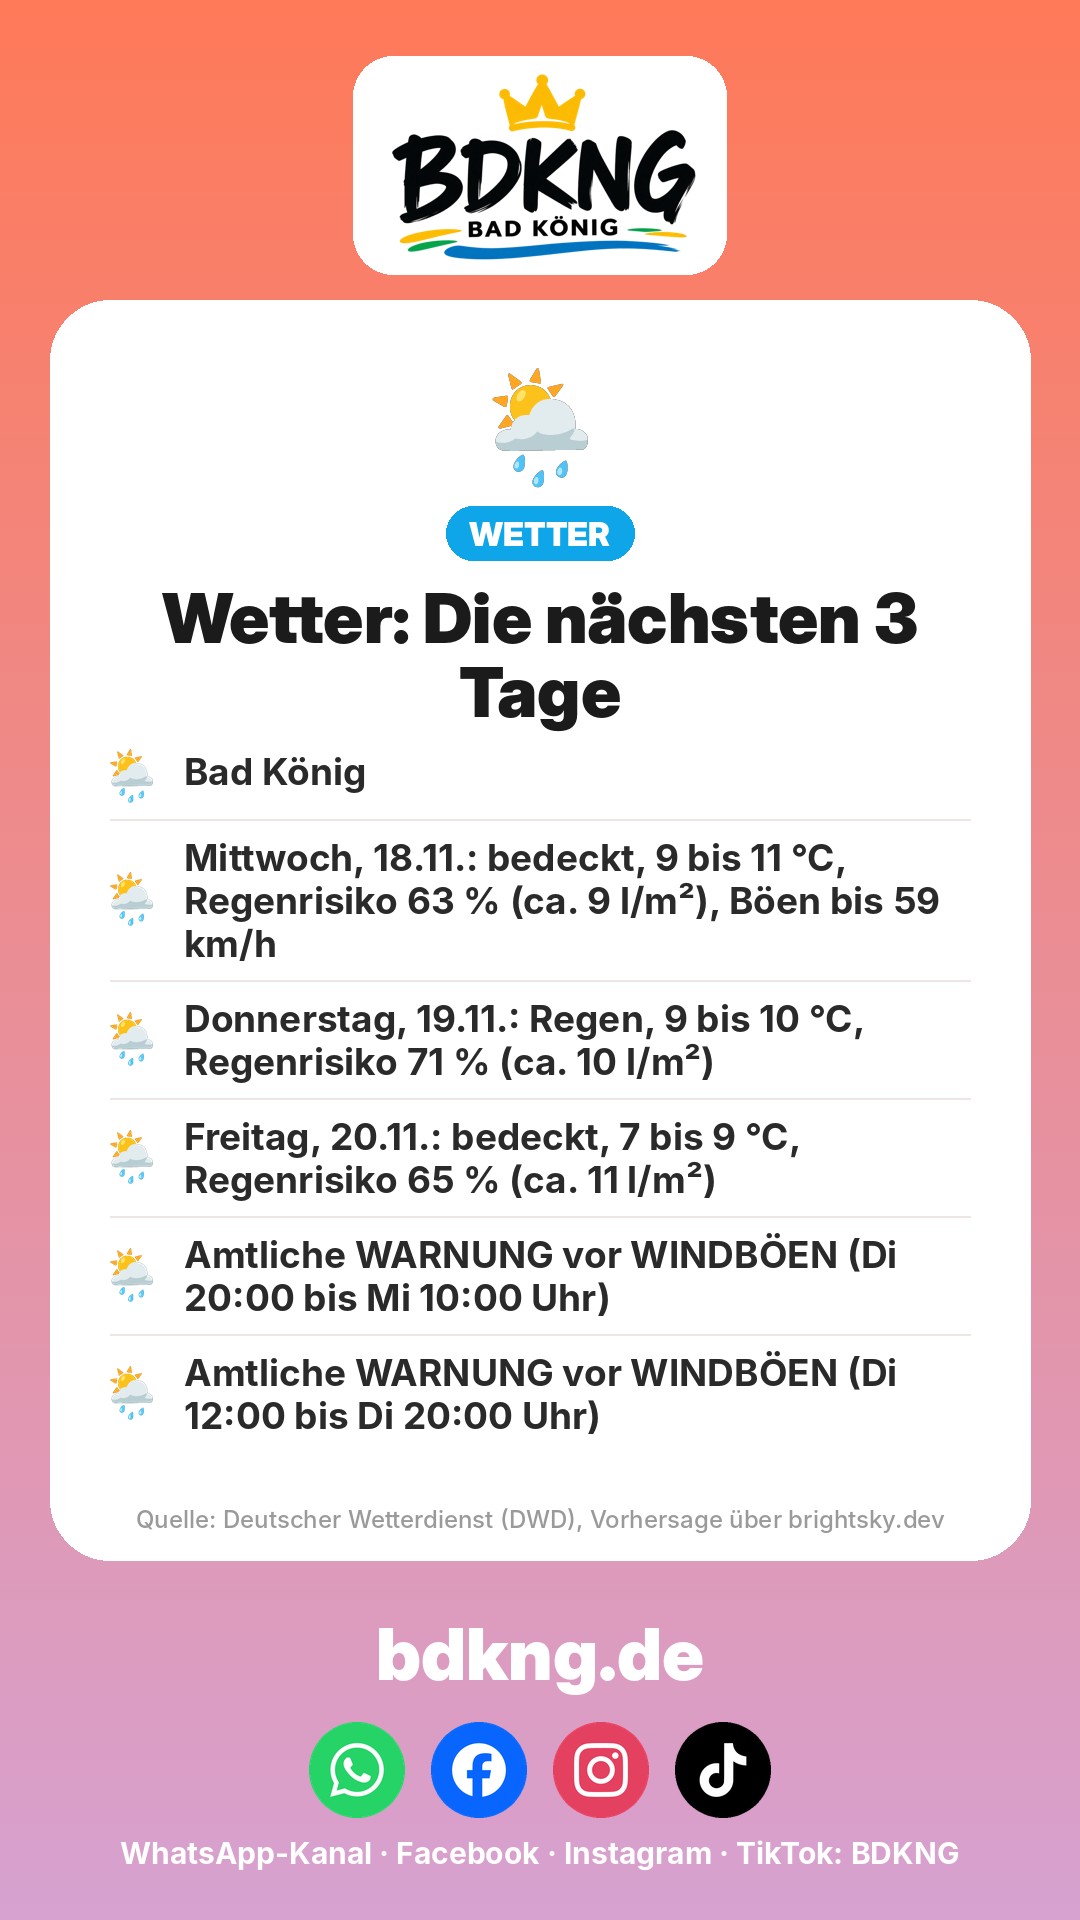 BDKNG
BAD KÖNIG
WETTER
Wetter: Die nächsten 3
Tage
Bad König
Mittwoch, 18.11.: bedeckt, 9 bis 11 °C,
Regenrisiko 63 % (ca. 9 l/m²), Böen bis 59
km/h
Donnerstag, 19.11.: Regen, 9 bis 10 °C,
Regenrisiko 71 % (ca. 10 l/m²)
Freitag, 20.11.: bedeckt, 7 bis 9 °C,
Regenrisiko 65 % (ca. 11 l/m²)
Amtliche WARNUNG vor WINDBÖEN (Di
20:00 bis Mi 10:00 Uhr)
Amtliche WARNUNG vor WINDBÖEN (Di
12:00 bis Di 20:00 Uhr)
Quelle: Deutscher Wetterdienst (DWD), Vorhersage über brightsky.dev
bdkng.de
WhatsApp-Kanal · Facebook · Instagram · TikTok: BDKNG